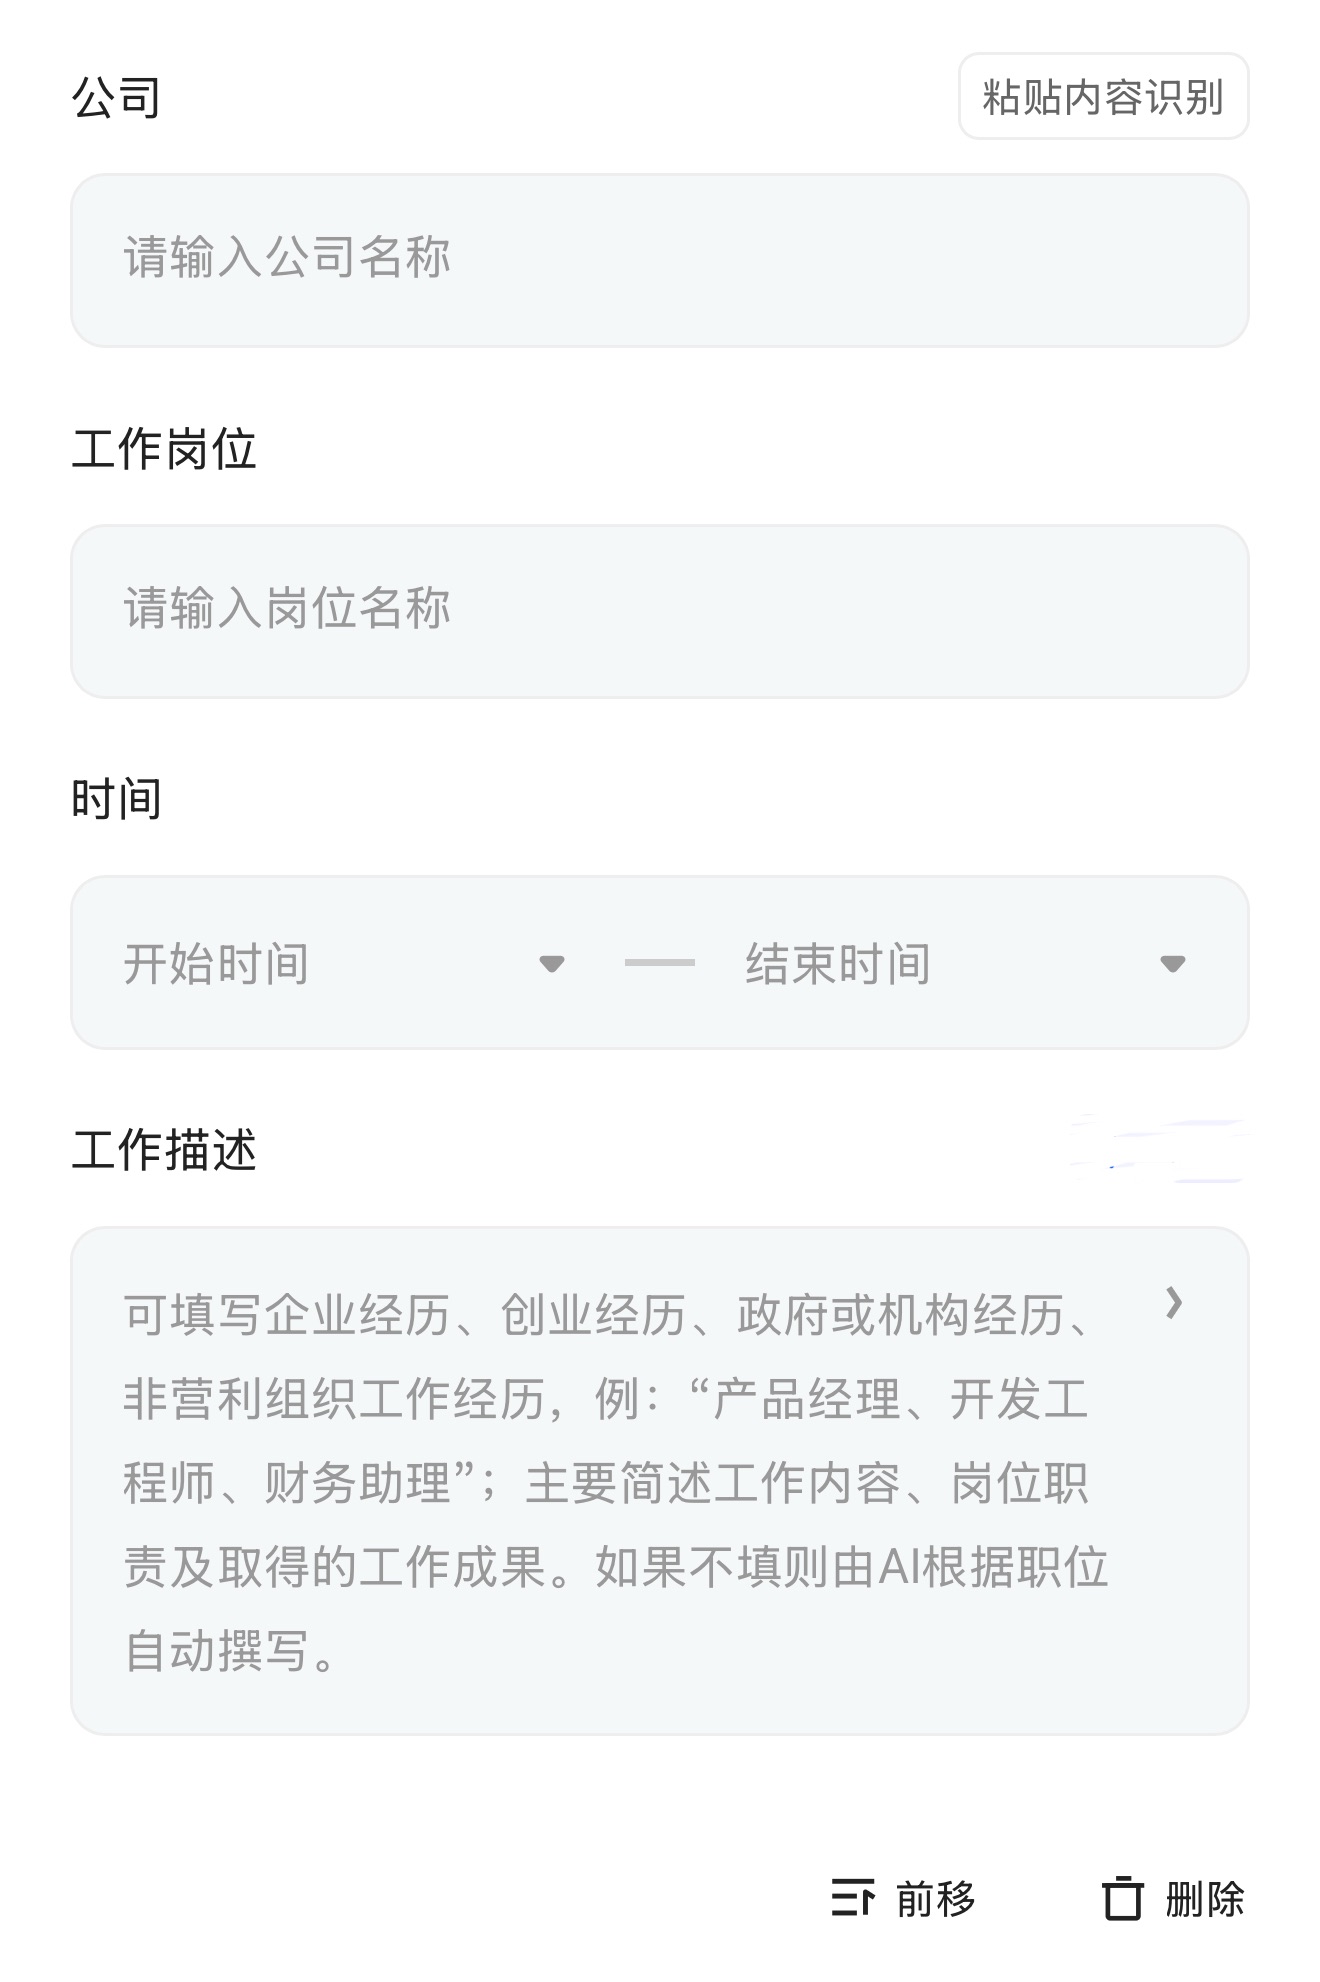 公司
粘贴内容识别
请输入公司名称
工作岗位
请输入岗位名称
时间
开始时间
结束时间
工作描述
可填写企业经历、创业经历、政府或机构经历、
非营利组织工作经历，例：“产品经理、开发工
程师、财务助理”；主要简述工作内容、岗位职
责及取得的工作成果。如果不填则由AI根据职位
自动撰写。
前移
删除